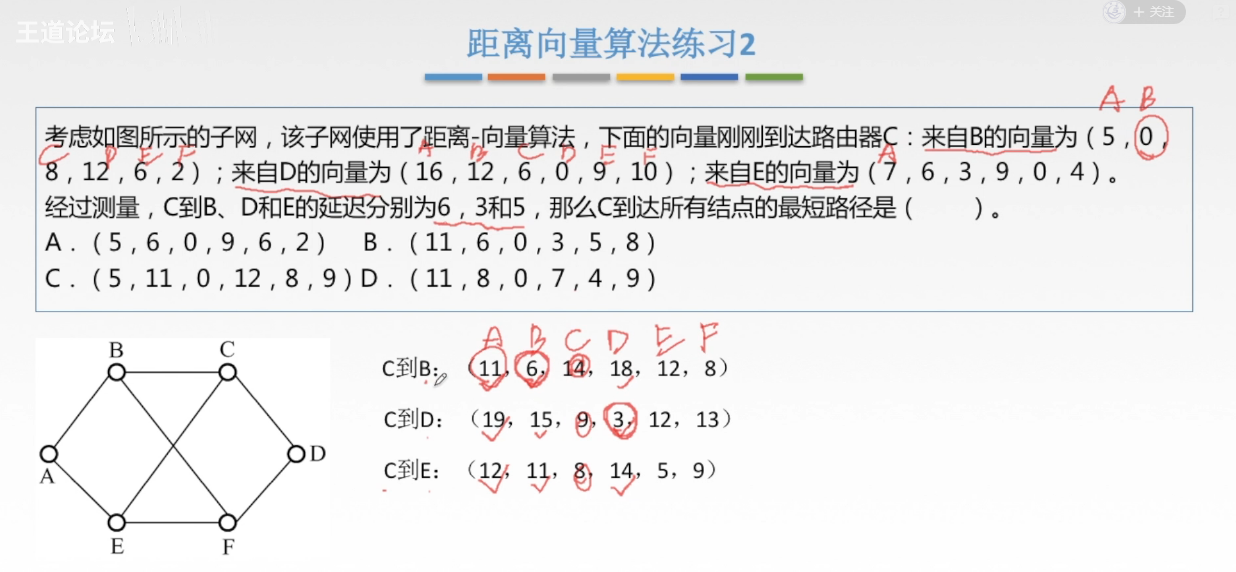 王道论坛
+ 关注
距离向量算法练习2
A B
考虑如图所示的子网，该子网使用了距离-向量算法，下面的向量刚刚到达路由器C：来自B的向量为（5，0，
C D E F A B C D E F A
8，12，6，2）；来自D的向量为（16，12，6，0，9，10）；来自E的向量为（7，6，3，9，0，4）。
经过测量，C到B、D和E的延迟分别为6，3和5，那么C到达所有结点的最短路径是（ ）。
A.（5，6，0，9，6，2） B.（11，6，0，3，5，8）
C.（5，11，0，12，8，9）D.（11，8，0，7，4，9）
A B C D E F
C到B：（11，6，14，18，12，8）
C到D：（19，15，9，3，12，13）
C到E：（12，11，8，14，5，9）
B C
A D
E F